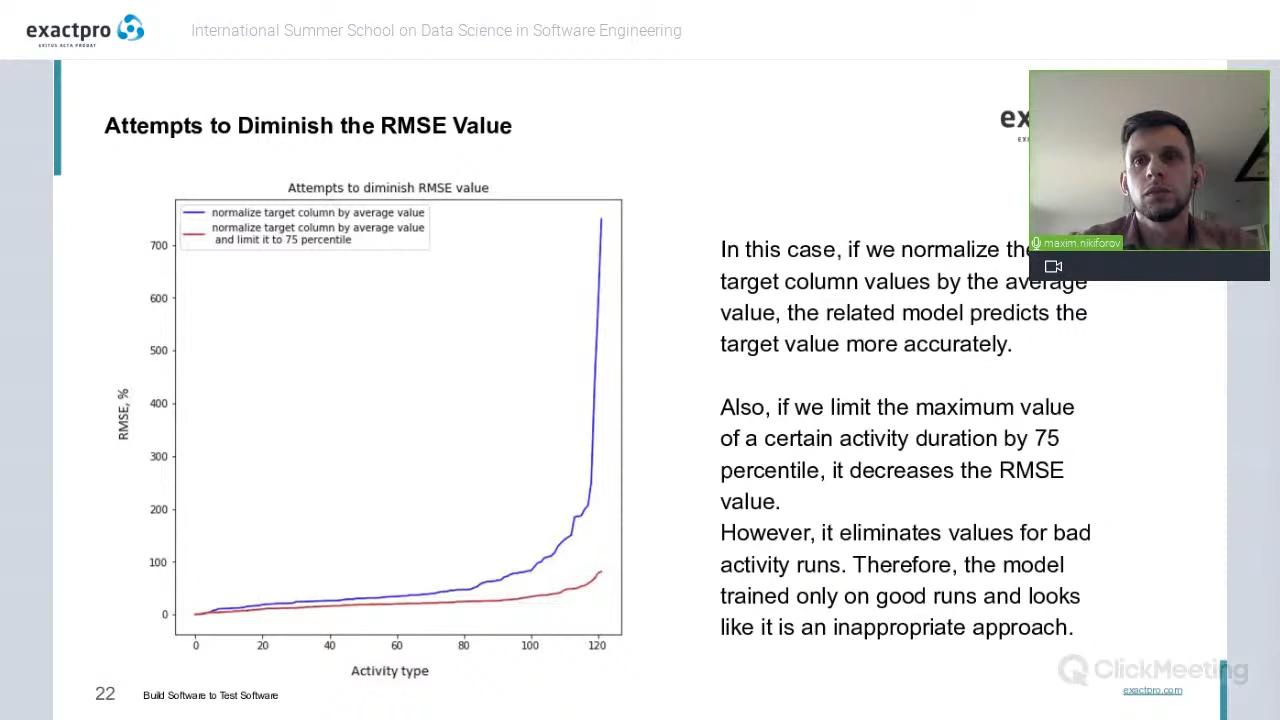 exactpro
EXITUS ACTA PROBAT
International Summer School on Data Science in Software Engineering
Attempts to Diminish the RMSE Value
Attempts to diminish RMSE value
normalize target column by average value
normalize target column by average value
and limit it to 75 percentile
RMSE, %
700
600
500
400
300
200
100
0
0 20 40 60 80 100 120
Activity type
In this case, if we normalize the
target column values by the average
value, the related model predicts the
target value more accurately.
Also, if we limit the maximum value
of a certain activity duration by 75
percentile, it decreases the RMSE
value.
However, it eliminates values for bad
activity runs. Therefore, the model
trained only on good runs and looks
like it is an inappropriate approach.
maxim.nikiforov
22
Build Software to Test Software
ClickMeeting
exactpro.com